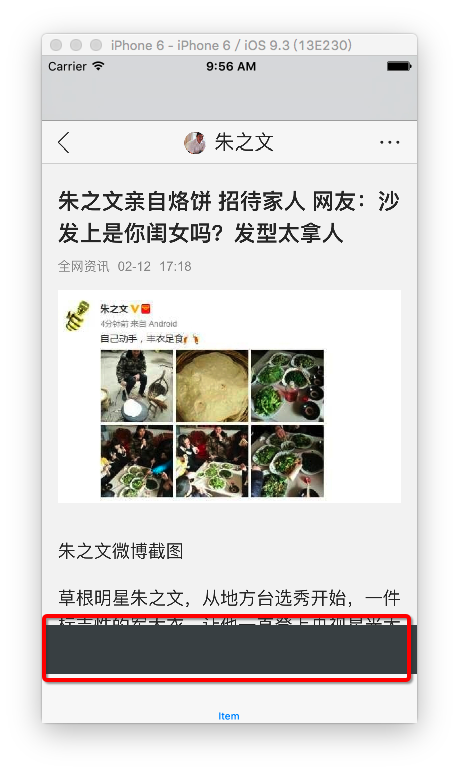 iPhone 6 - iPhone 6 / iOS 9.3 (13E230)
Carrier 9:56 AM
朱之文
朱之文亲自烙饼 招待家人 网友：沙
发上是你闺女吗？发型太拿人
全网资讯 02-12 17:18
朱之文
4分钟前 来自 Android
自己动手，丰衣足食
朱之文微博截图
草根明星朱之文，从地方台选秀开始，一件
Item